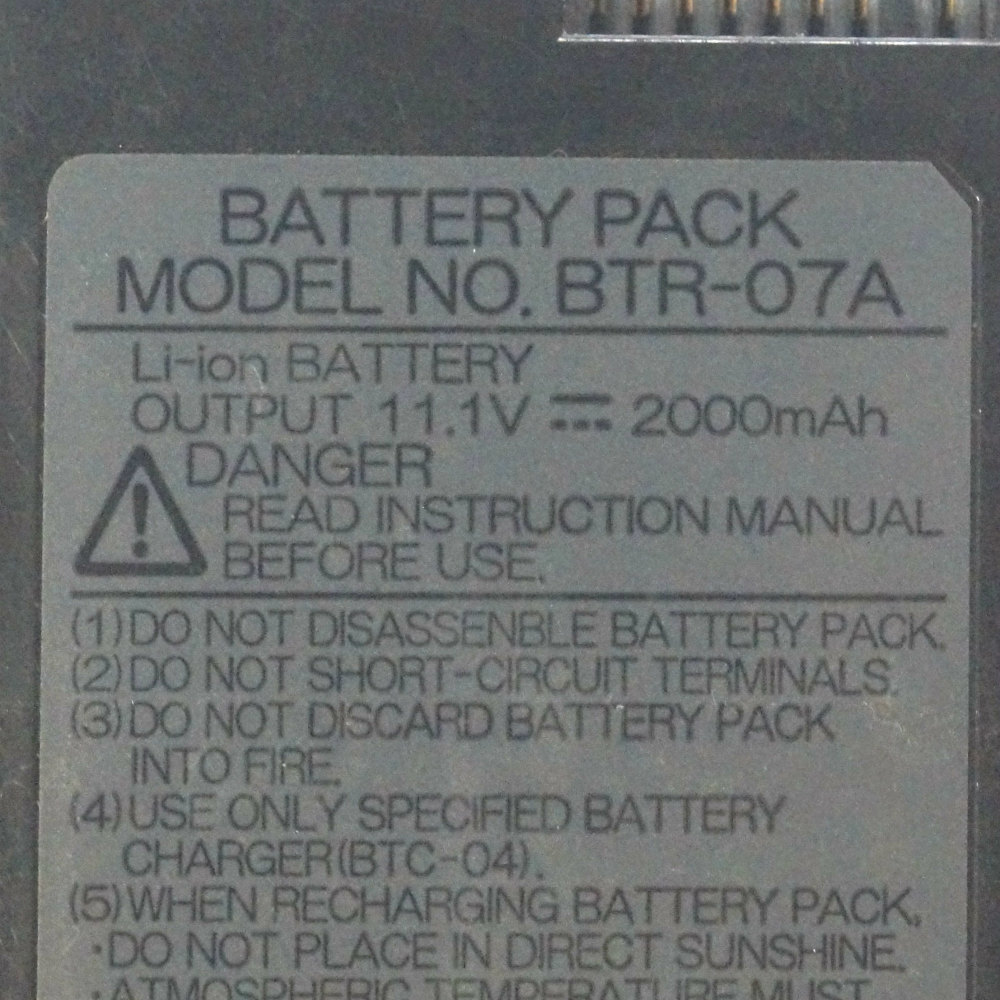 BATTERY PACK
MODEL NO. BTR-07A
Li-ion BATTERY
OUTPUT 11.1V ⎓ 2000mAh
DANGER
READ INSTRUCTION MANUAL
BEFORE USE.
(1) DO NOT DISASSENBLE BATTERY PACK.
(2) DO NOT SHORT-CIRCUIT TERMINALS.
(3) DO NOT DISCARD BATTERY PACK
INTO FIRE.
(4) USE ONLY SPECIFIED BATTERY
CHARGER(BTC-04).
(5) WHEN RECHARGING BATTERY PACK,
·DO NOT PLACE IN DIRECT SUNSHINE.
·ATMOSPHERIC TEMPERATURE MUST